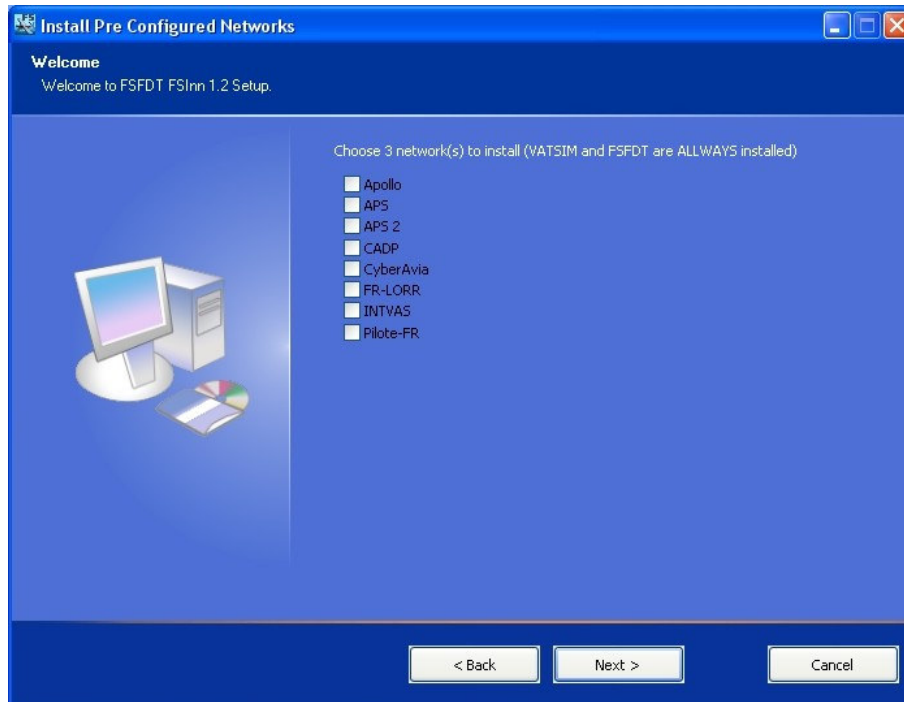 Install Pre Configured Networks
Welcome
Welcome to FSFDT FSInn 1.2 Setup.
Choose 3 network(s) to install (VATSIM and FSFDT are ALLWAYS installed)
Apollo
APS
APS 2
CADP
CyberAvia
FR-LORR
INTVAS
Pilote-FR
< Back
Next >
Cancel